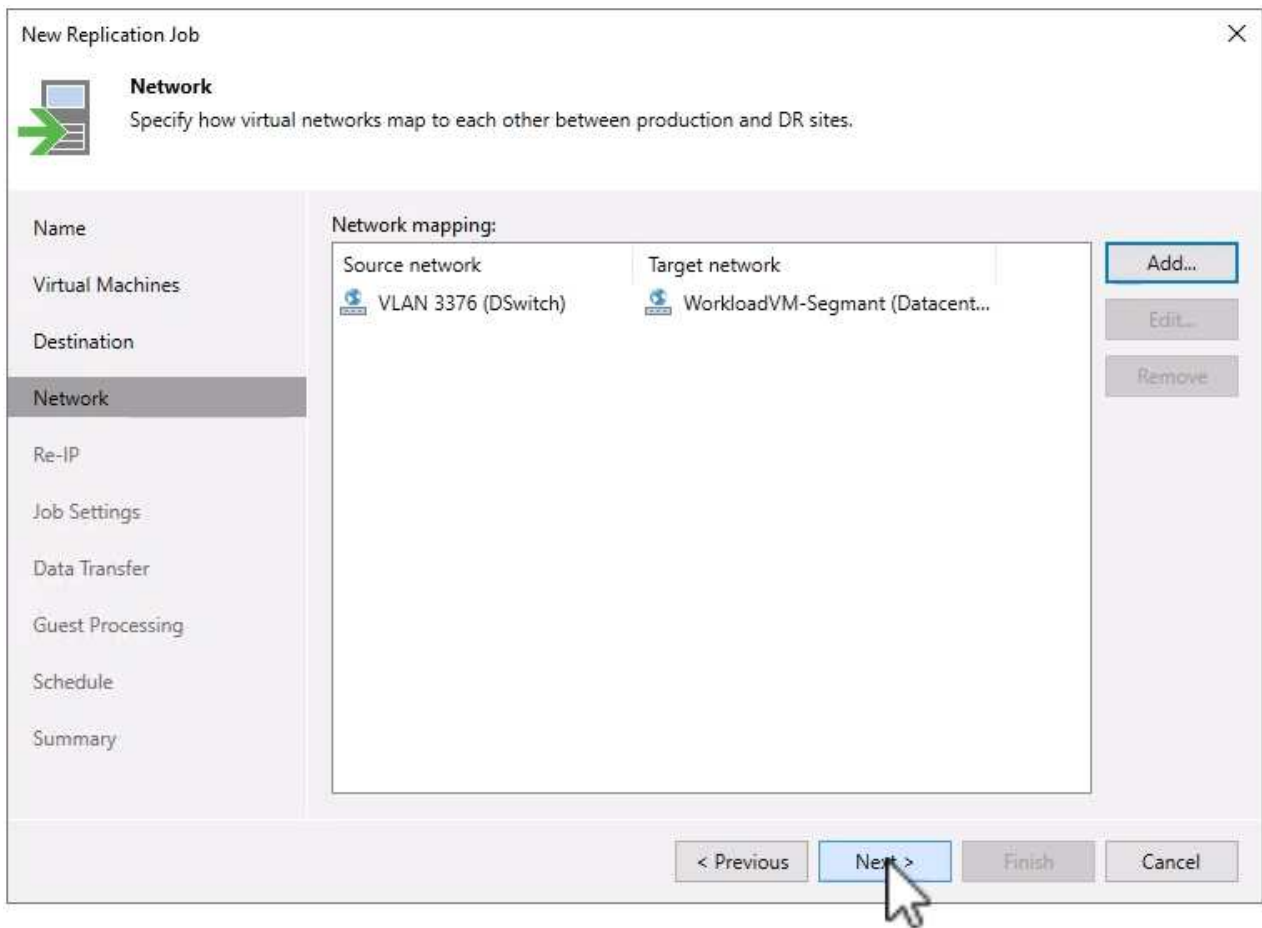 New Replication Job
Network
Specify how virtual networks map to each other between production and DR sites.
Name
Virtual Machines
Destination
Network
Re-IP
Job Settings
Data Transfer
Guest Processing
Schedule
Summary
Network mapping:
Source network Target network
VLAN 3376 (DSwitch) WorkloadVM-Segmant (Datacent...
Add...
Edit...
Remove
< Previous Next > Finish Cancel